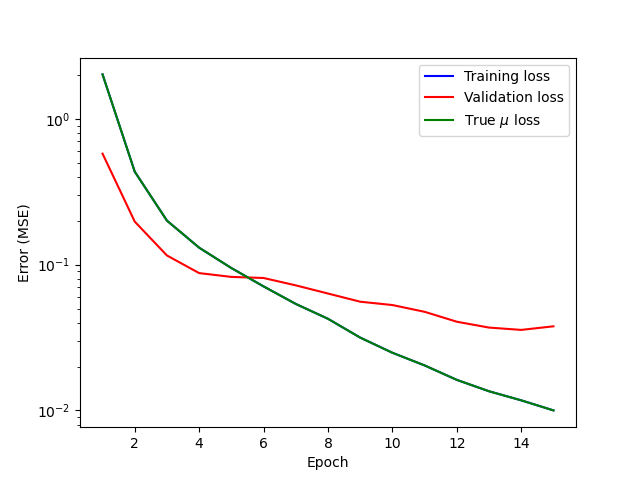 Training loss
Validation loss
True μ loss
10⁰
10⁻¹
10⁻²
Error (MSE)
2 4 6 8 10 12 14
Epoch